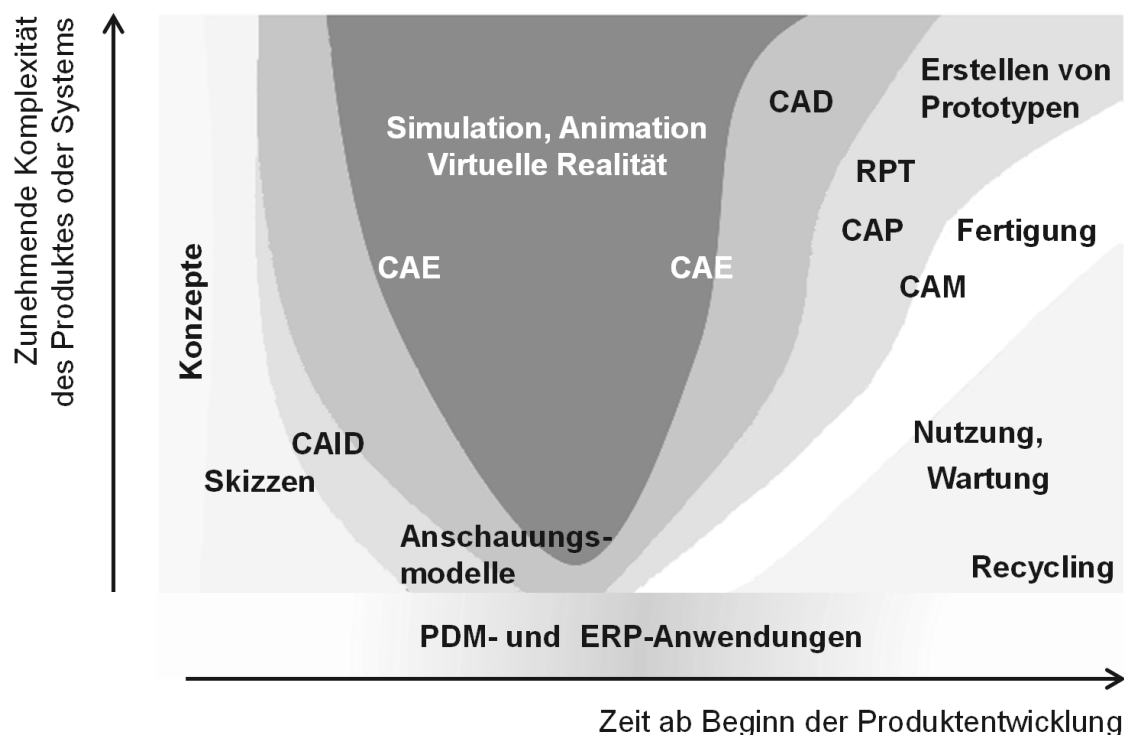 Zunehmende Komplexität
des Produktes oder Systems
Konzepte
Simulation, Animation
Virtuelle Realität
CAD
Erstellen von
Prototypen
RPT
CAP
Fertigung
CAE
CAE
CAM
CAID
Skizzen
Nutzung,
Wartung
Anschauungs-
modelle
Recycling
PDM- und ERP-Anwendungen
Zeit ab Beginn der Produktentwicklung